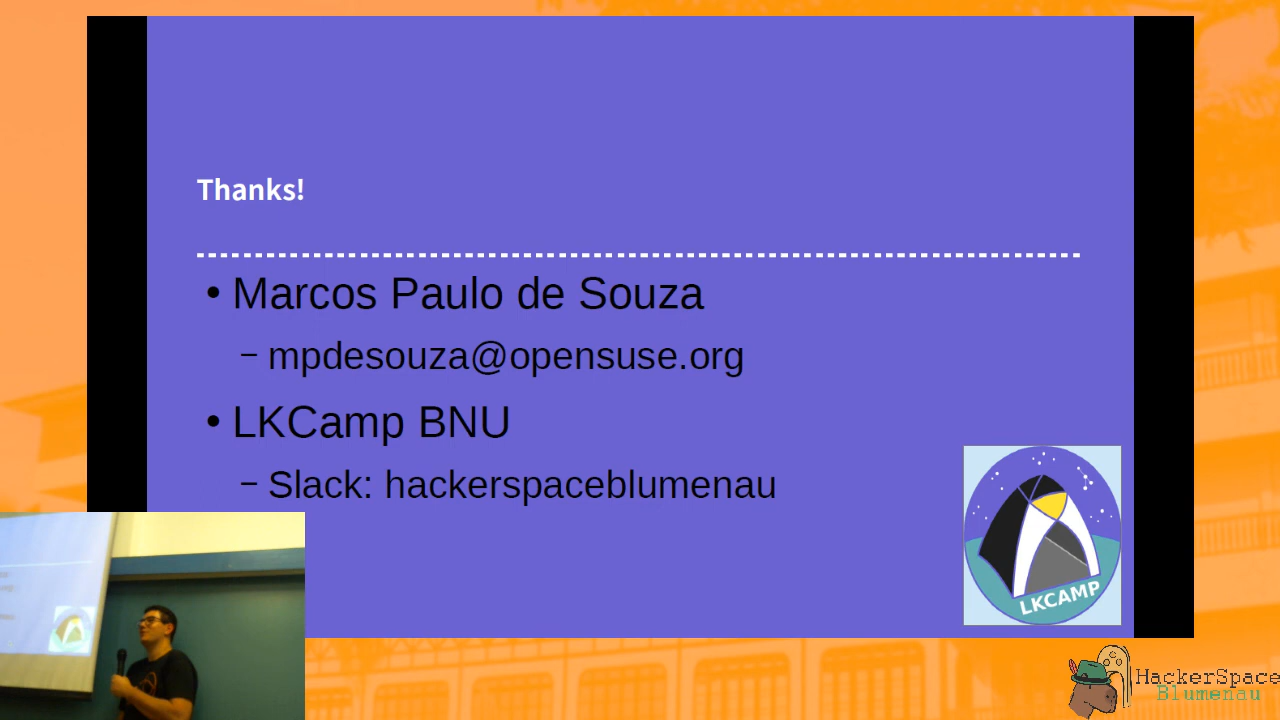 Thanks!
• Marcos Paulo de Souza
– mpdesouza@opensuse.org
• LKCamp BNU
– Slack: hackerspaceblumenau
LKCAMP
HackerSpace
Blumenau